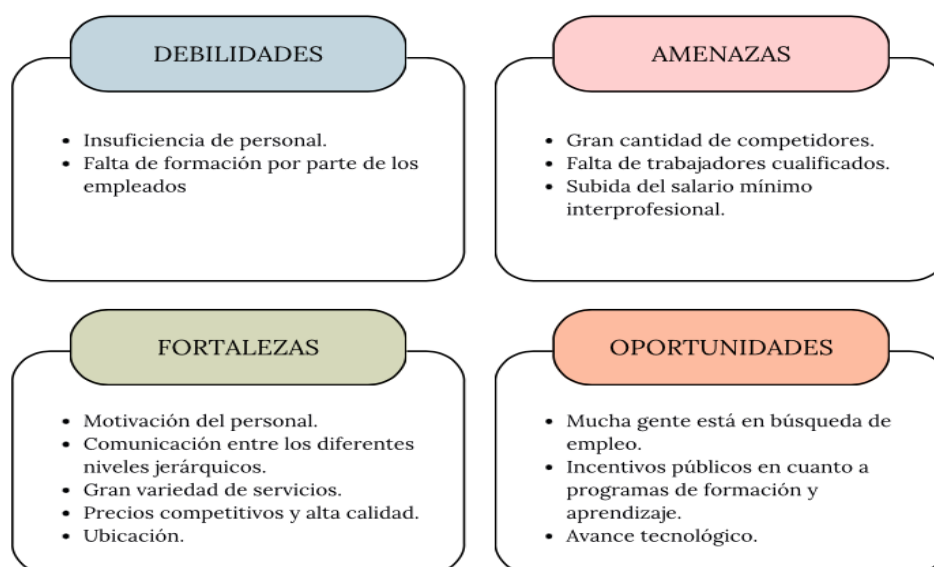 DEBILIDADES
• Insuficiencia de personal.
• Falta de formación por parte de los
empleados
AMENAZAS
• Gran cantidad de competidores.
• Falta de trabajadores cualificados.
• Subida del salario mínimo
interprofesional.
FORTALEZAS
• Motivación del personal.
• Comunicación entre los diferentes
niveles jerárquicos.
• Gran variedad de servicios.
• Precios competitivos y alta calidad.
• Ubicación.
OPORTUNIDADES
• Mucha gente está en búsqueda de
empleo.
• Incentivos públicos en cuanto a
programas de formación y
aprendizaje.
• Avance tecnológico.